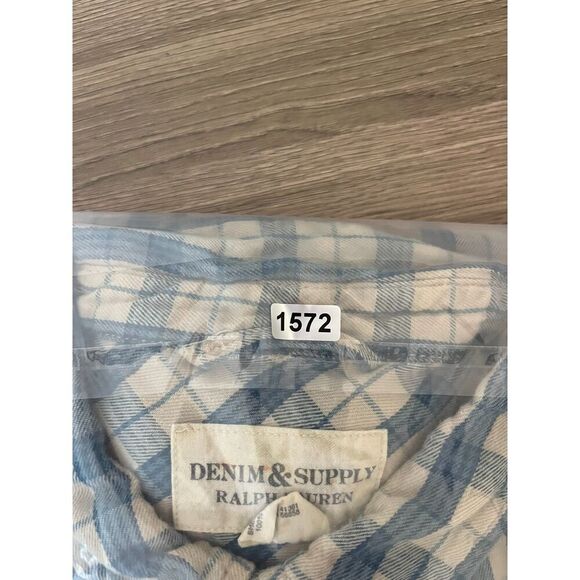 1572
DENIM & SUPPLY
RALPH LAUREN